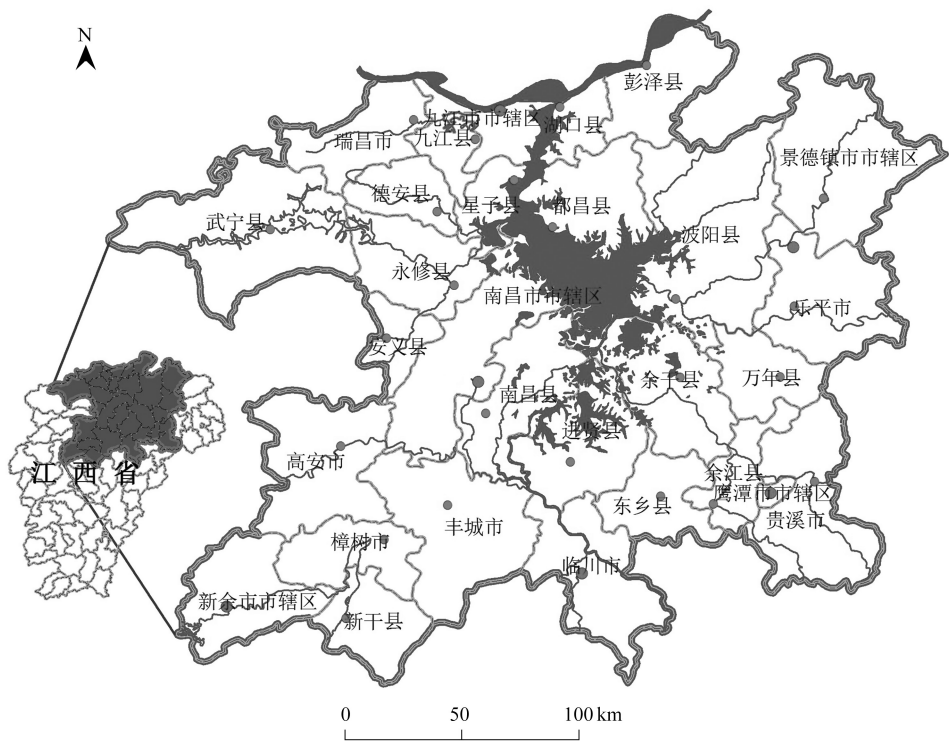 N
彭泽县
九江市市辖区
湖口县
瑞昌市
九江县
景德镇市市辖区
德安县
星子县
都昌县
武宁县
波阳县
永修县
南昌市市辖区
乐平市
安义县
余干县
万年县
南昌县
进贤县
高安市
江西省
余江县
鹰潭市市辖区
东乡县
贵溪市
丰城市
樟树市
临川市
新余市市辖区
新干县
0
50
100 km